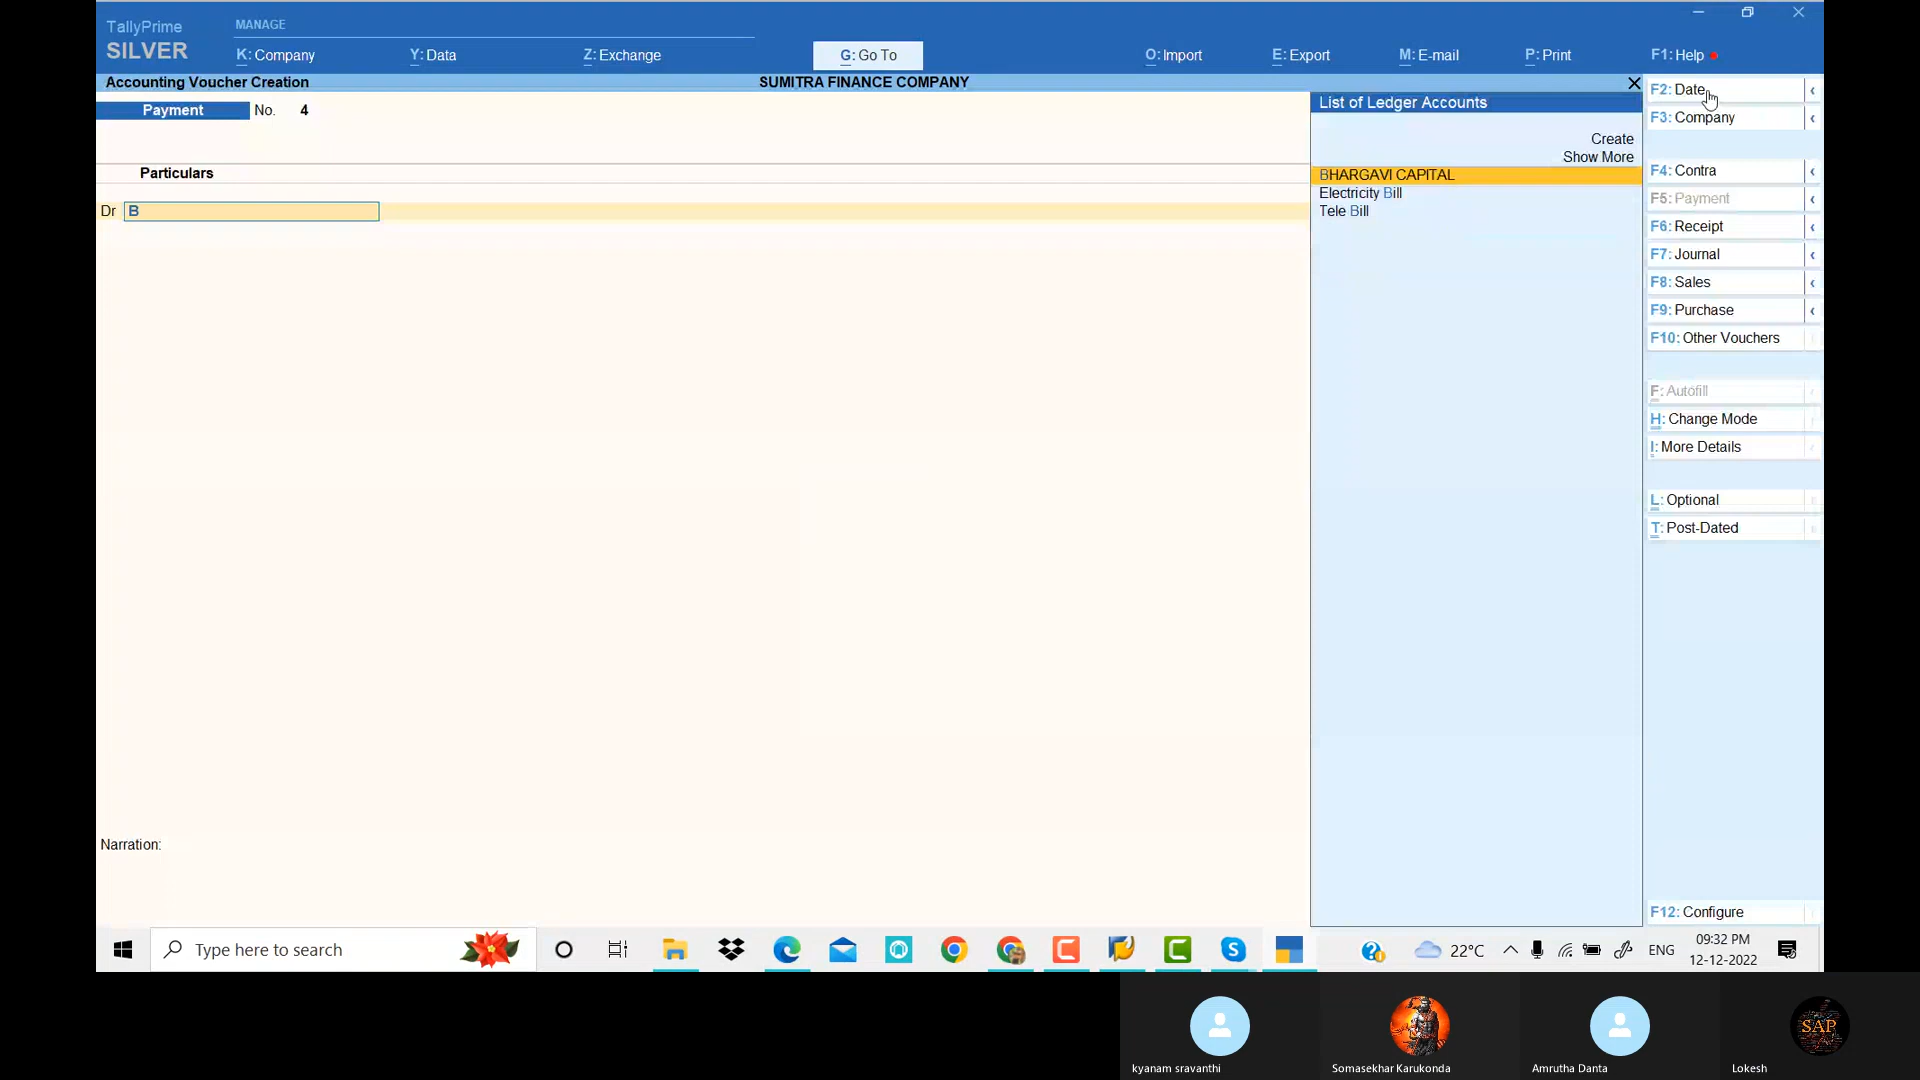 TallyPrime
SILVER
MANAGE
K: Company
Y: Data
Z: Exchange
G: Go To
O: Import
E: Export
M: E-mail
P: Print
F1: Help
Accounting Voucher Creation
SUMITRA FINANCE COMPANY
Payment No. 4
Particulars
Dr B
Narration:
List of Ledger Accounts
Create
Show More
BHARGAVI CAPITAL
Electricity Bill
Tele Bill
F2: Date
F3: Company
F4: Contra
F5: Payment
F6: Receipt
F7: Journal
F8: Sales
F9: Purchase
F10: Other Vouchers
F: Autofill
H: Change Mode
I: More Details
L: Optional
T: Post-Dated
F12: Configure
Type here to search
22°C
ENG
09:32 PM
12-12-2022
kyanam sravanthi
Somasekhar Karukonda
Amrutha Danta
SAP
Lokesh